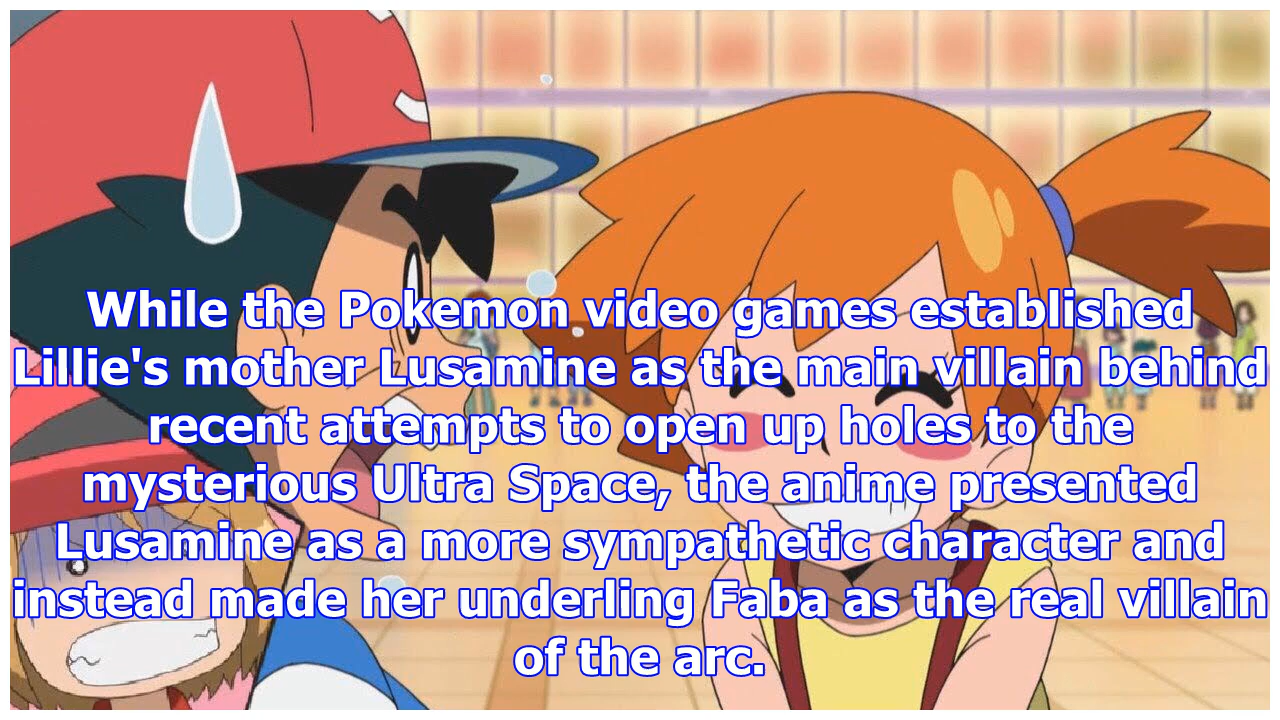 While the Pokemon video games established
Lillie's mother Lusamine as the main villain behind
recent attempts to open up holes to the
mysterious Ultra Space, the anime presented
Lusamine as a more sympathetic character and
instead made her underling Faba as the real villain
of the arc.